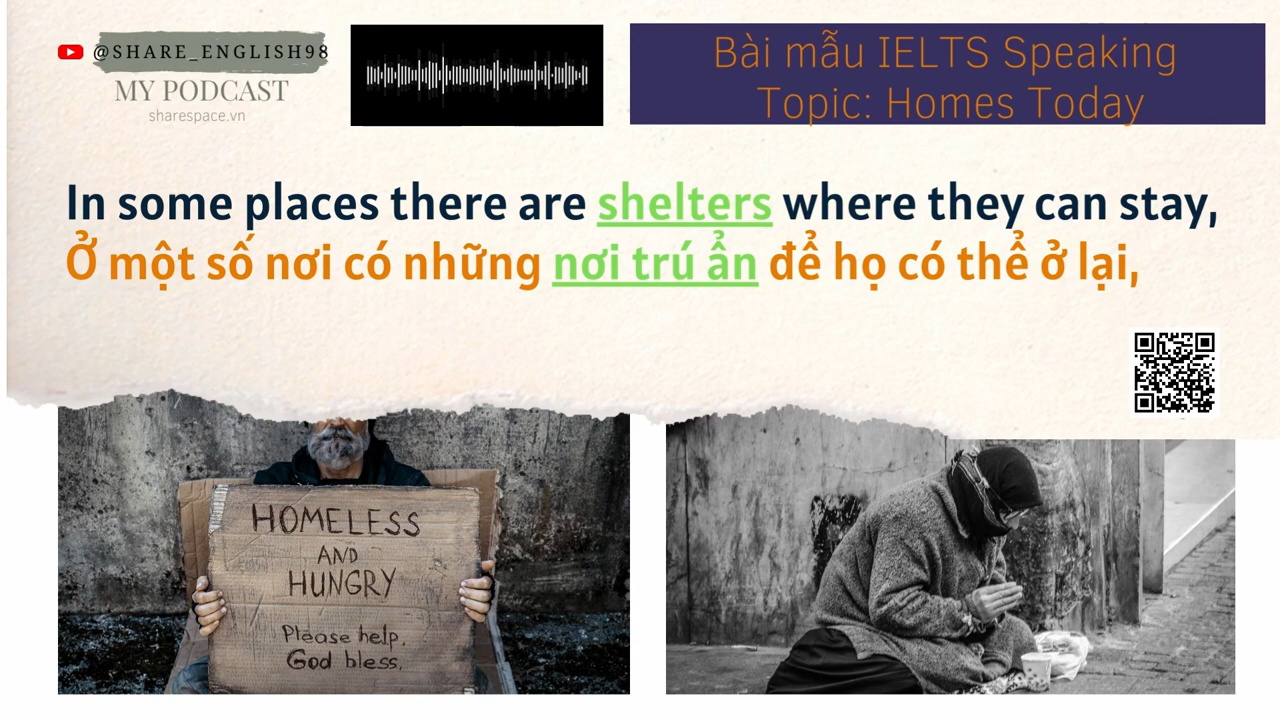 @SHARE_ENGLISH98
MY PODCAST
sharespace.vn
Bài mẫu IELTS Speaking
Topic: Homes Today
In some places there are shelters where they can stay,
Ở một số nơi có những nơi trú ẩn để họ có thể ở lại,
HOMELESS
AND
HUNGRY
Please help.
God bless.